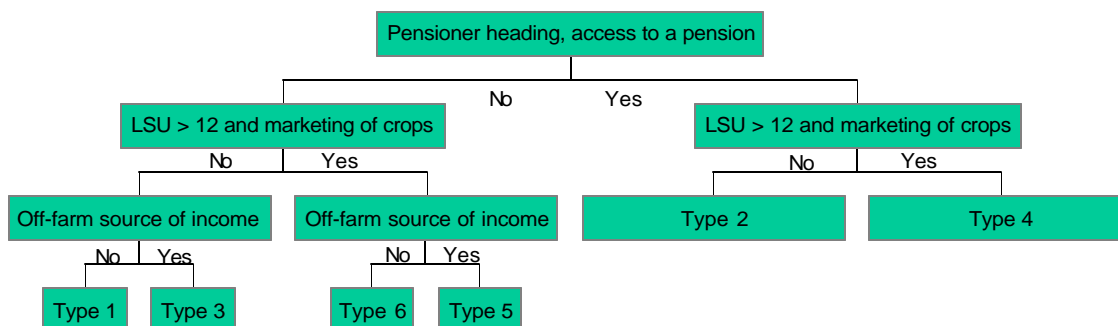 Pensioner heading, access to a pension
No Yes
LSU > 12 and marketing of crops LSU > 12 and marketing of crops
No Yes No Yes
Off-farm source of income Off-farm source of income Type 2 Type 4
No Yes No Yes
Type 1 Type 3 Type 6 Type 5